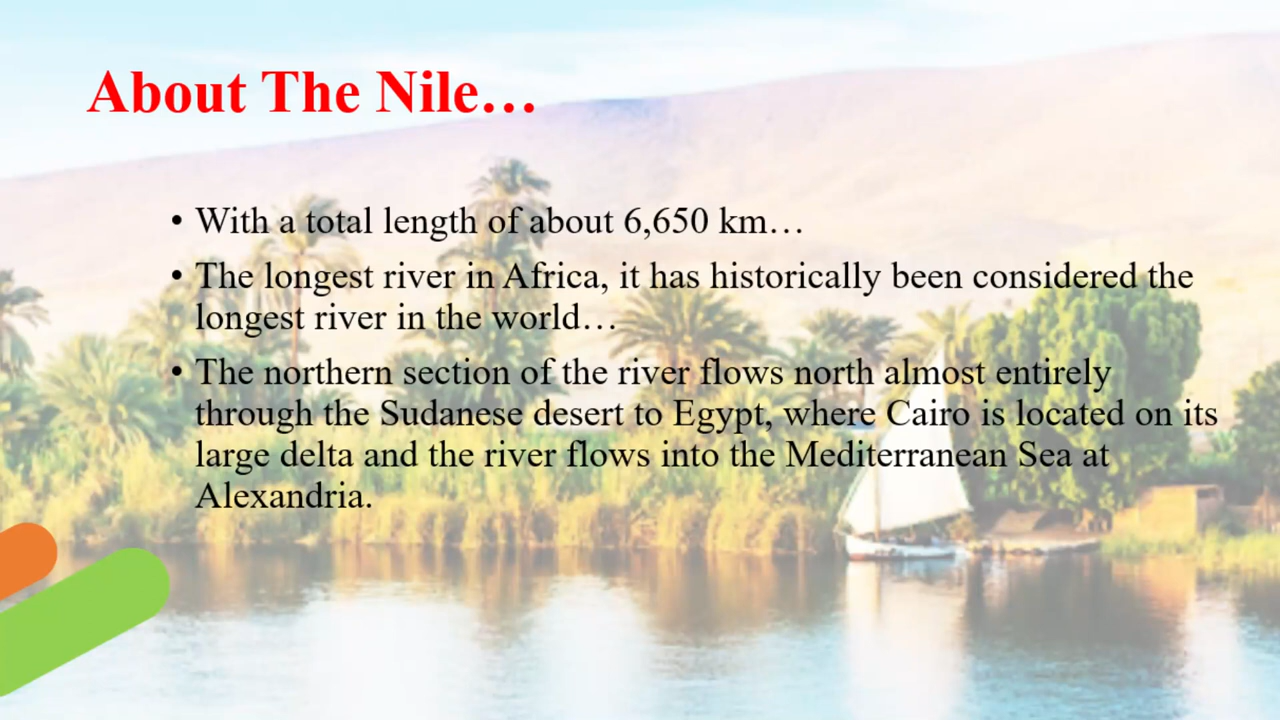 About The Nile…
• With a total length of about 6,650 km…
• The longest river in Africa, it has historically been considered the
longest river in the world…
• The northern section of the river flows north almost entirely
through the Sudanese desert to Egypt, where Cairo is located on its
large delta and the river flows into the Mediterranean Sea at
Alexandria.